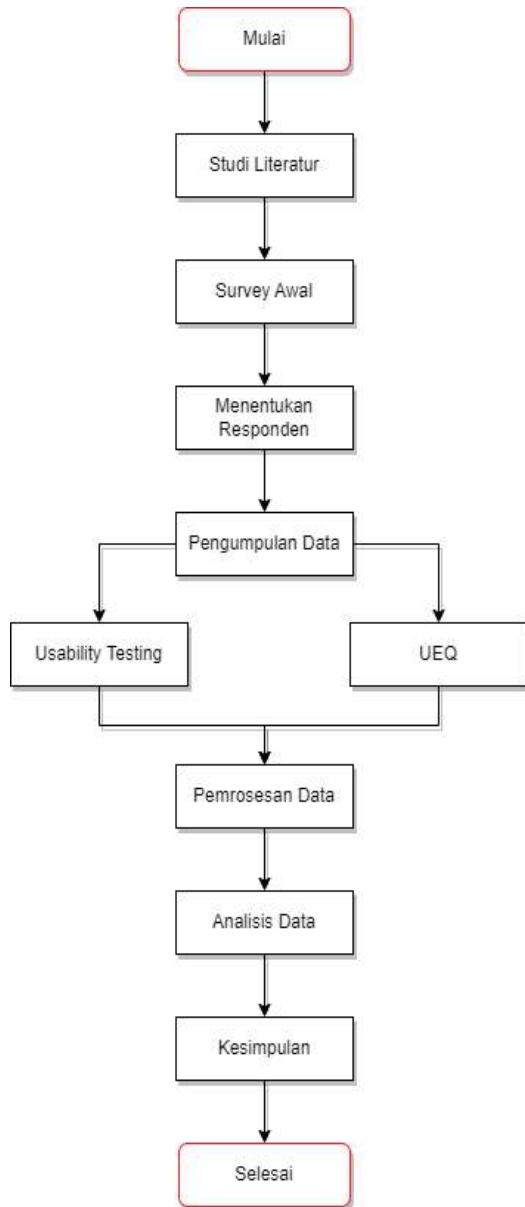 Mulai
Studi Literatur
Survey Awal
Menentukan
Responden
Pengumpulan Data
Usability Testing
UEQ
Pemrosesan Data
Analisis Data
Kesimpulan
Selesai